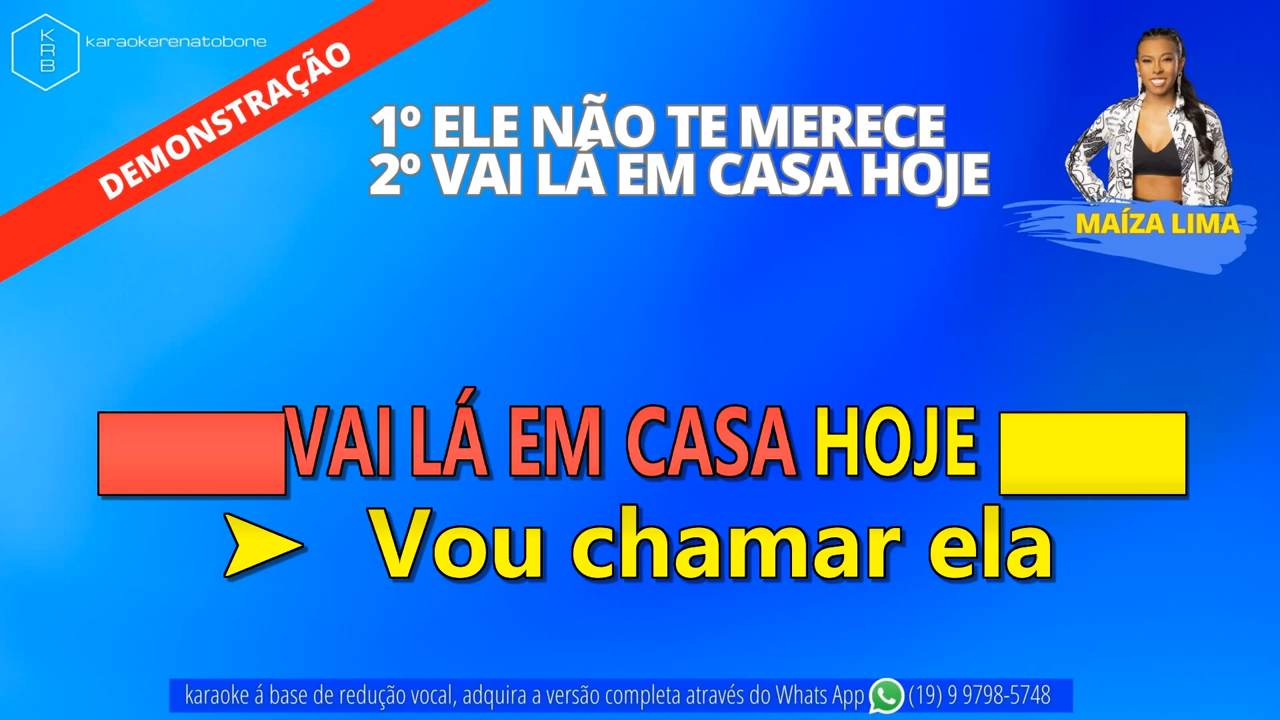 KRB
karaokerenatobone
DEMONSTRAÇÃO
1º ELE NÃO TE MERECE
2º VAI LÁ EM CASA HOJE
MAÍZA LIMA
VAI LÁ EM CASA HOJE
Vou chamar ela
karaoke á base de redução vocal, adquira a versão completa através do Whats App (19) 9 9798-5748